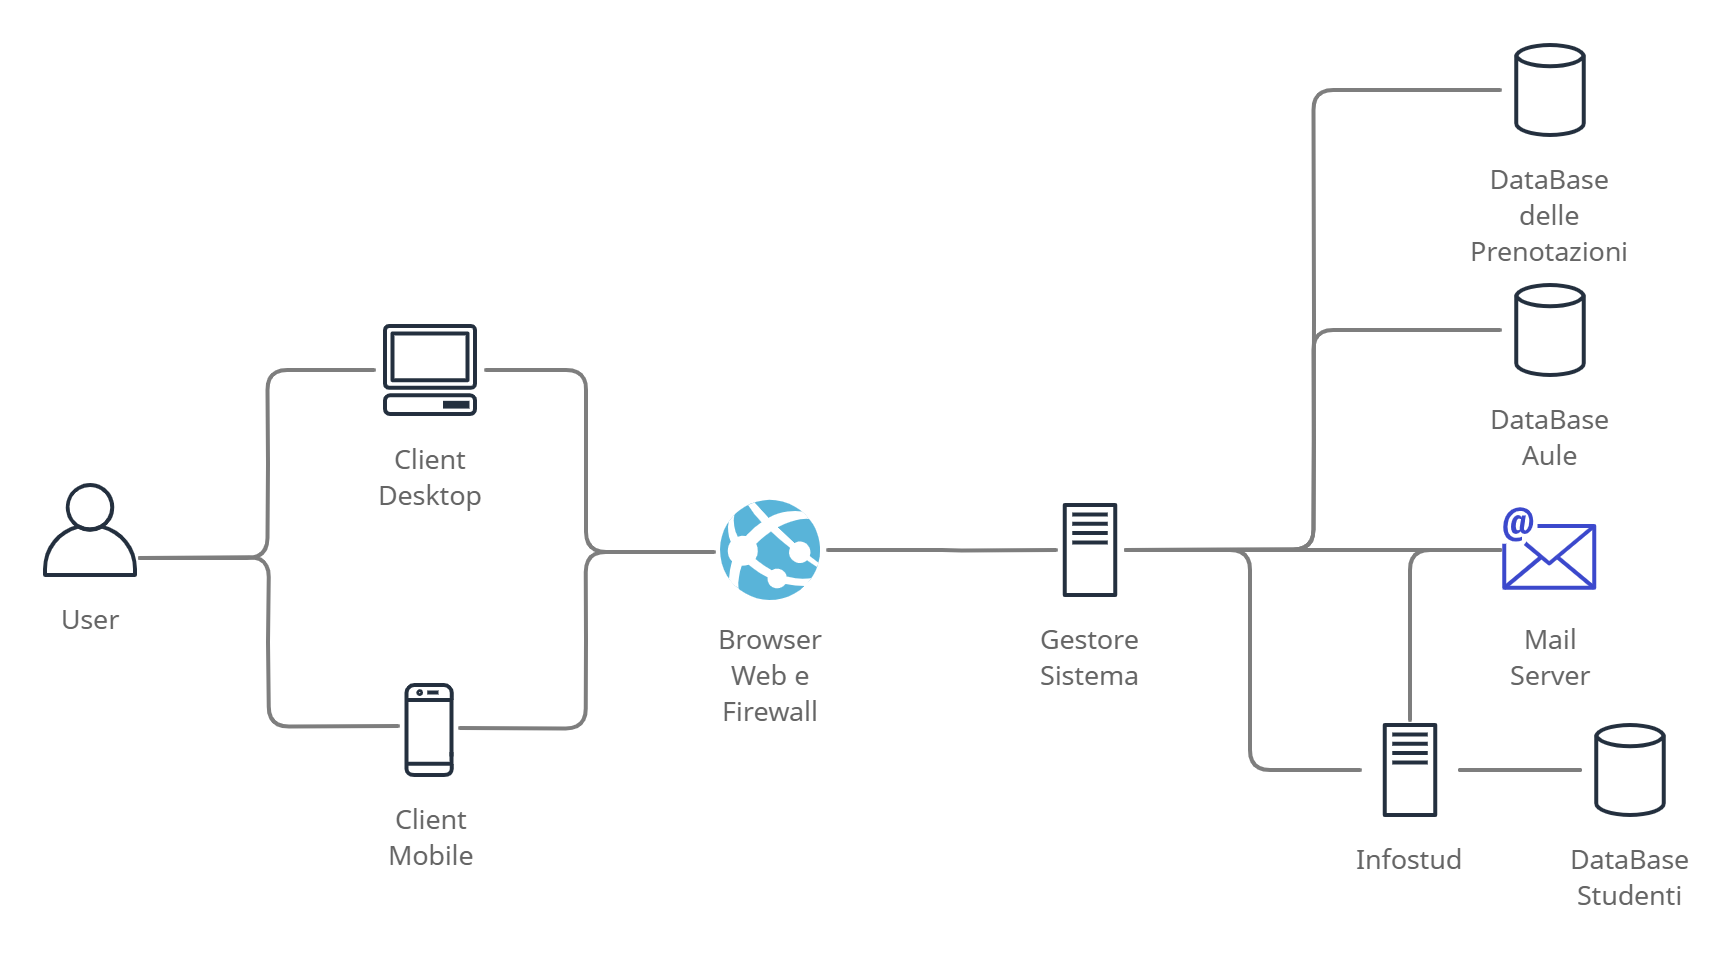 DataBase
delle
Prenotazioni
DataBase
Aule
Client
Desktop
User
Browser
Web e
Firewall
Gestore
Sistema
@
Mail
Server
Client
Mobile
Infostud
DataBase
Studenti